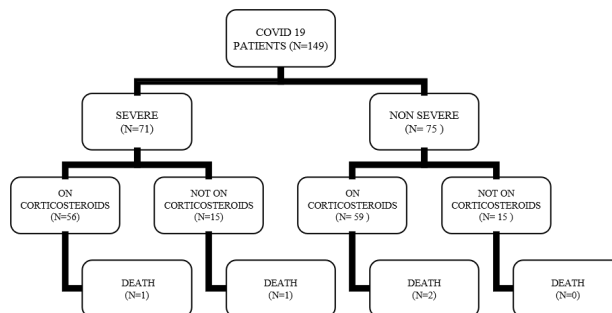 COVID 19
PATIENTS (N=149)
SEVERE
(N=71)
NON SEVERE
(N= 75 )
ON
CORTICOSTEROIDS
(N=56)
NOT ON
CORTICOSTEROIDS
(N=15)
ON
CORTICOSTEROIDS
(N= 59 )
NOT ON
CORTICOSTEROIDS
(N= 15 )
DEATH
(N=1)
DEATH
(N=1)
DEATH
(N=2)
DEATH
(N=0)